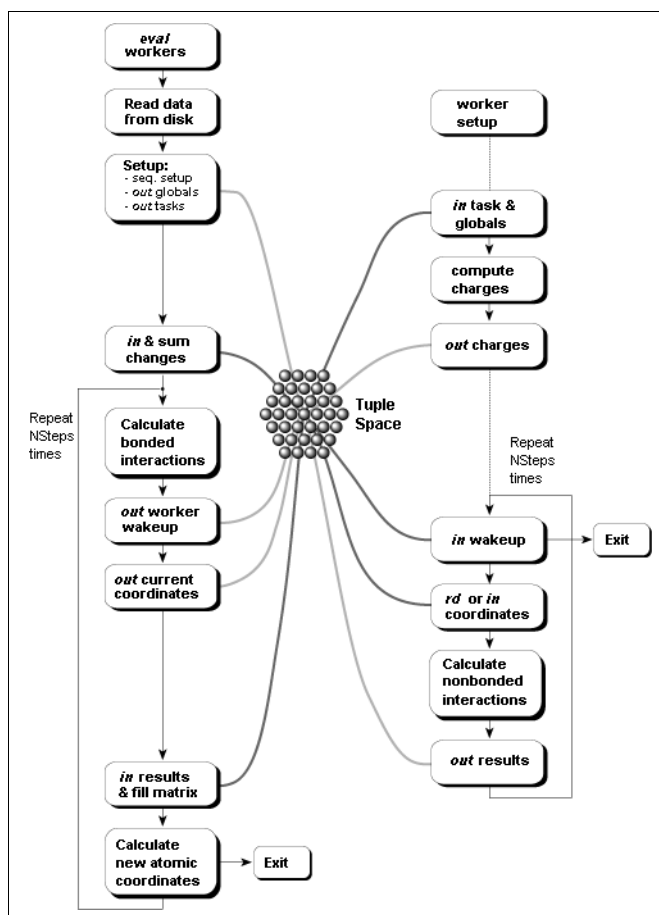 eval
workers
Read data
from disk
Setup:
- seq. setup
- out globals
- out tasks
in & sum
changes
Repeat
NSteps
times
Calculate
bonded
interactions
out worker
wakeup
out current
coordinates
in results
& fill matrix
Calculate
new atomic
coordinates
Exit
Tuple
Space
worker
setup
in task &
globals
compute
charges
out charges
Repeat
NSteps
times
in wakeup
Exit
rd or in
coordinates
Calculate
nonbonded
interactions
out results